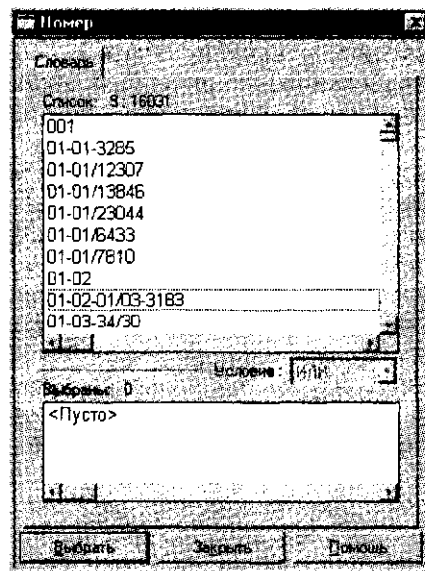 Номер
Словарь
Список: 9 16031
001
01-01-3285
01-01/12307
01-01/13846
01-01/23044
01-01/6433
01-01/7810
01-02
01-02-01/03-3183
01-03-34/30
Условие: ИЛИ
Выбраны: 0
<Пусто>
Выбрать Закрыть Помощь